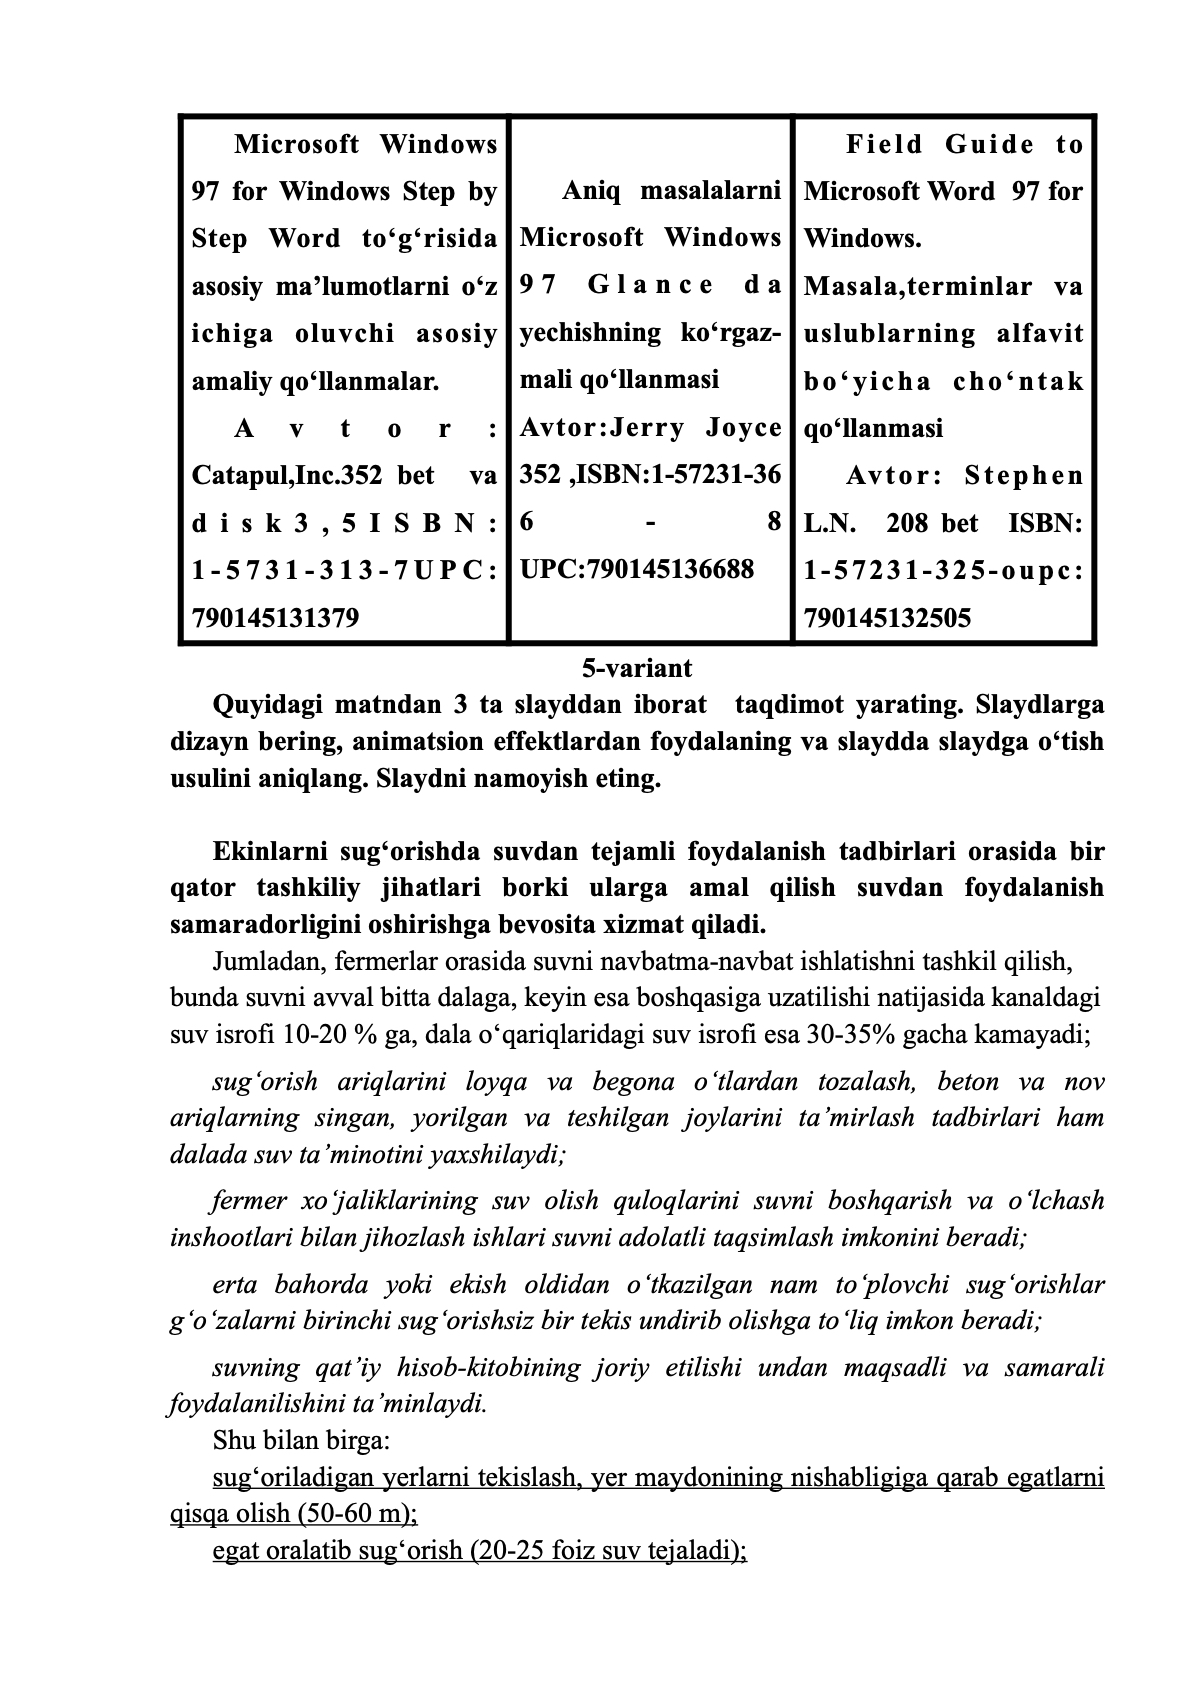 Microsoft Windows
97 for Windows Step by
Step Word to‘g‘risida
asosiy ma’lumotlarni o‘z
ichiga oluvchi asosiy
amaliy qo‘llanmalar.
A v t o r :
Catapul,Inc.352 bet va
d i s k 3 , 5 I S B N :
1-5731-313-7UPC:
790145131379
Aniq masalalarni
Microsoft Windows
97 Glance da
yechishning ko‘rgaz-
mali qo‘llanmasi
Avtor:Jerry Joyce
352 ,ISBN:1-57231-36
6 - 8
UPC:790145136688
Field Guide to
Microsoft Word 97 for
Windows.
Masala,terminlar va
uslublarning alfavit
bo‘yicha cho‘ntak
qo‘llanmasi
Avtor: Stephen
L.N. 208 bet ISBN:
1-57231-325-oupc:
790145132505
5-variant
Quyidagi matndan 3 ta slayddan iborat taqdimot yarating. Slaydlarga
dizayn bering, animatsion effektlardan foydalaning va slaydda slaydga o‘tish
usulini aniqlang. Slaydni namoyish eting.
Ekinlarni sug‘orishda suvdan tejamli foydalanish tadbirlari orasida bir
qator tashkiliy jihatlari borki ularga amal qilish suvdan foydalanish
samaradorligini oshirishga bevosita xizmat qiladi.
Jumladan, fermerlar orasida suvni navbatma-navbat ishlatishni tashkil qilish,
bunda suvni avval bitta dalaga, keyin esa boshqasiga uzatilishi natijasida kanaldagi
suv isrofi 10-20 % ga, dala o‘qariqlaridagi suv isrofi esa 30-35% gacha kamayadi;
sug‘orish ariqlarini loyqa va begona o‘tlardan tozalash, beton va nov
ariqlarning singan, yorilgan va teshilgan joylarini ta’mirlash tadbirlari ham
dalada suv ta’minotini yaxshilaydi;
fermer xo‘jaliklarining suv olish quloqlarini suvni boshqarish va o‘lchash
inshootlari bilan jihozlash ishlari suvni adolatli taqsimlash imkonini beradi;
erta bahorda yoki ekish oldidan o‘tkazilgan nam to‘plovchi sug‘orishlar
g‘o‘zalarni birinchi sug‘orishsiz bir tekis undirib olishga to‘liq imkon beradi;
suvning qat’iy hisob-kitobining joriy etilishi undan maqsadli va samarali
foydalanilishini ta’minlaydi.
Shu bilan birga:
sug‘oriladigan yerlarni tekislash, yer maydonining nishabligiga qarab egatlarni
qisqa olish (50-60 m);
egat oralatib sug‘orish (20-25 foiz suv tejaladi);